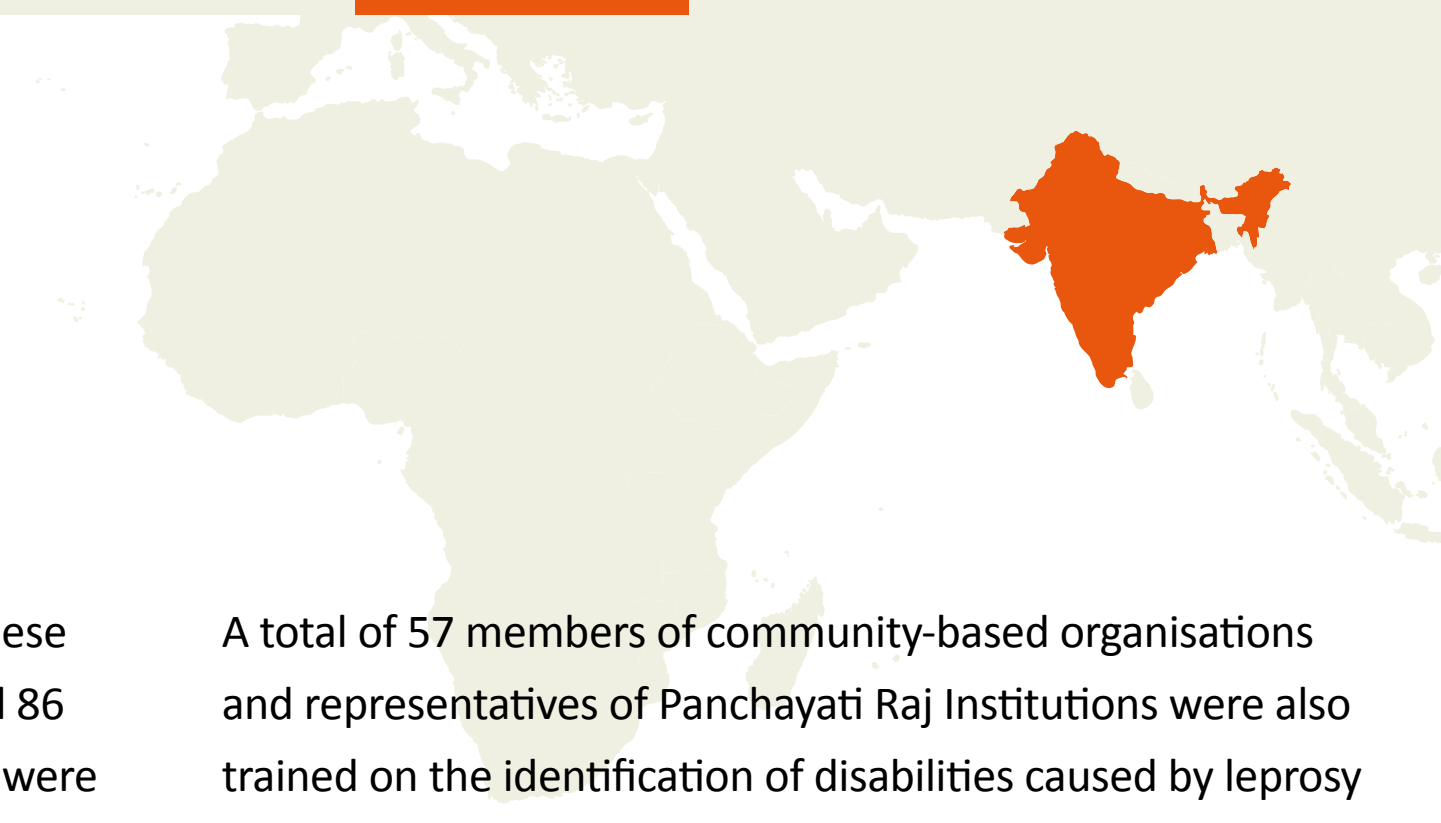 ese
86
were
A total of 57 members of community-based organisations
and representatives of Panchayati Raj Institutions were also
trained on the identification of disabilities caused by leprosy